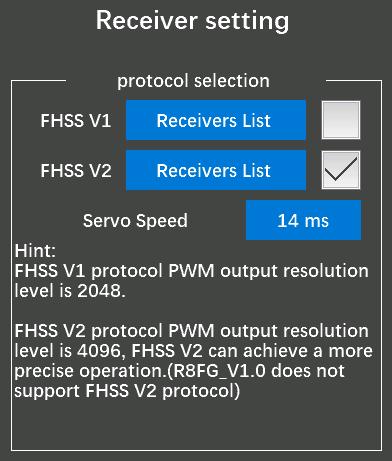 Receiver setting
protocol selection
FHSS V1 Receivers List
FHSS V2 Receivers List
Servo Speed 14 ms
Hint:
FHSS V1 protocol PWM output resolution
level is 2048.
FHSS V2 protocol PWM output resolution
level is 4096, FHSS V2 can achieve a more
precise operation.(R8FG_V1.0 does not
support FHSS V2 protocol)